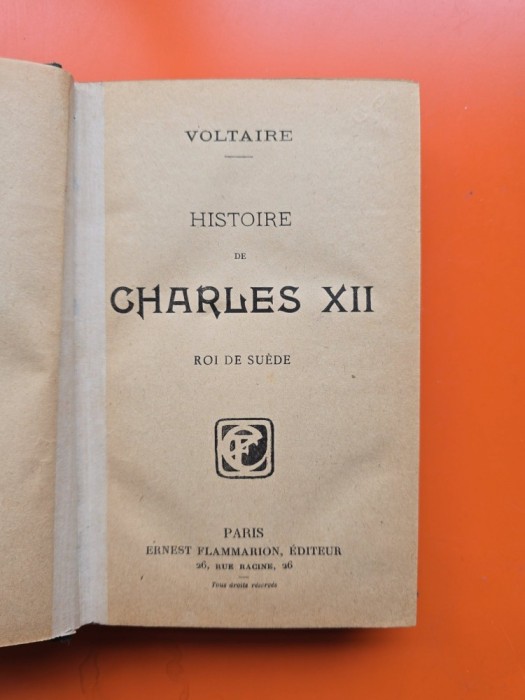 VOLTAIRE
HISTOIRE
DE
CHARLES XII
ROI DE SUÈDE
PARIS
ERNEST FLAMMARION, ÉDITEUR
26, RUE RACINE, 26
Tous droits réservés